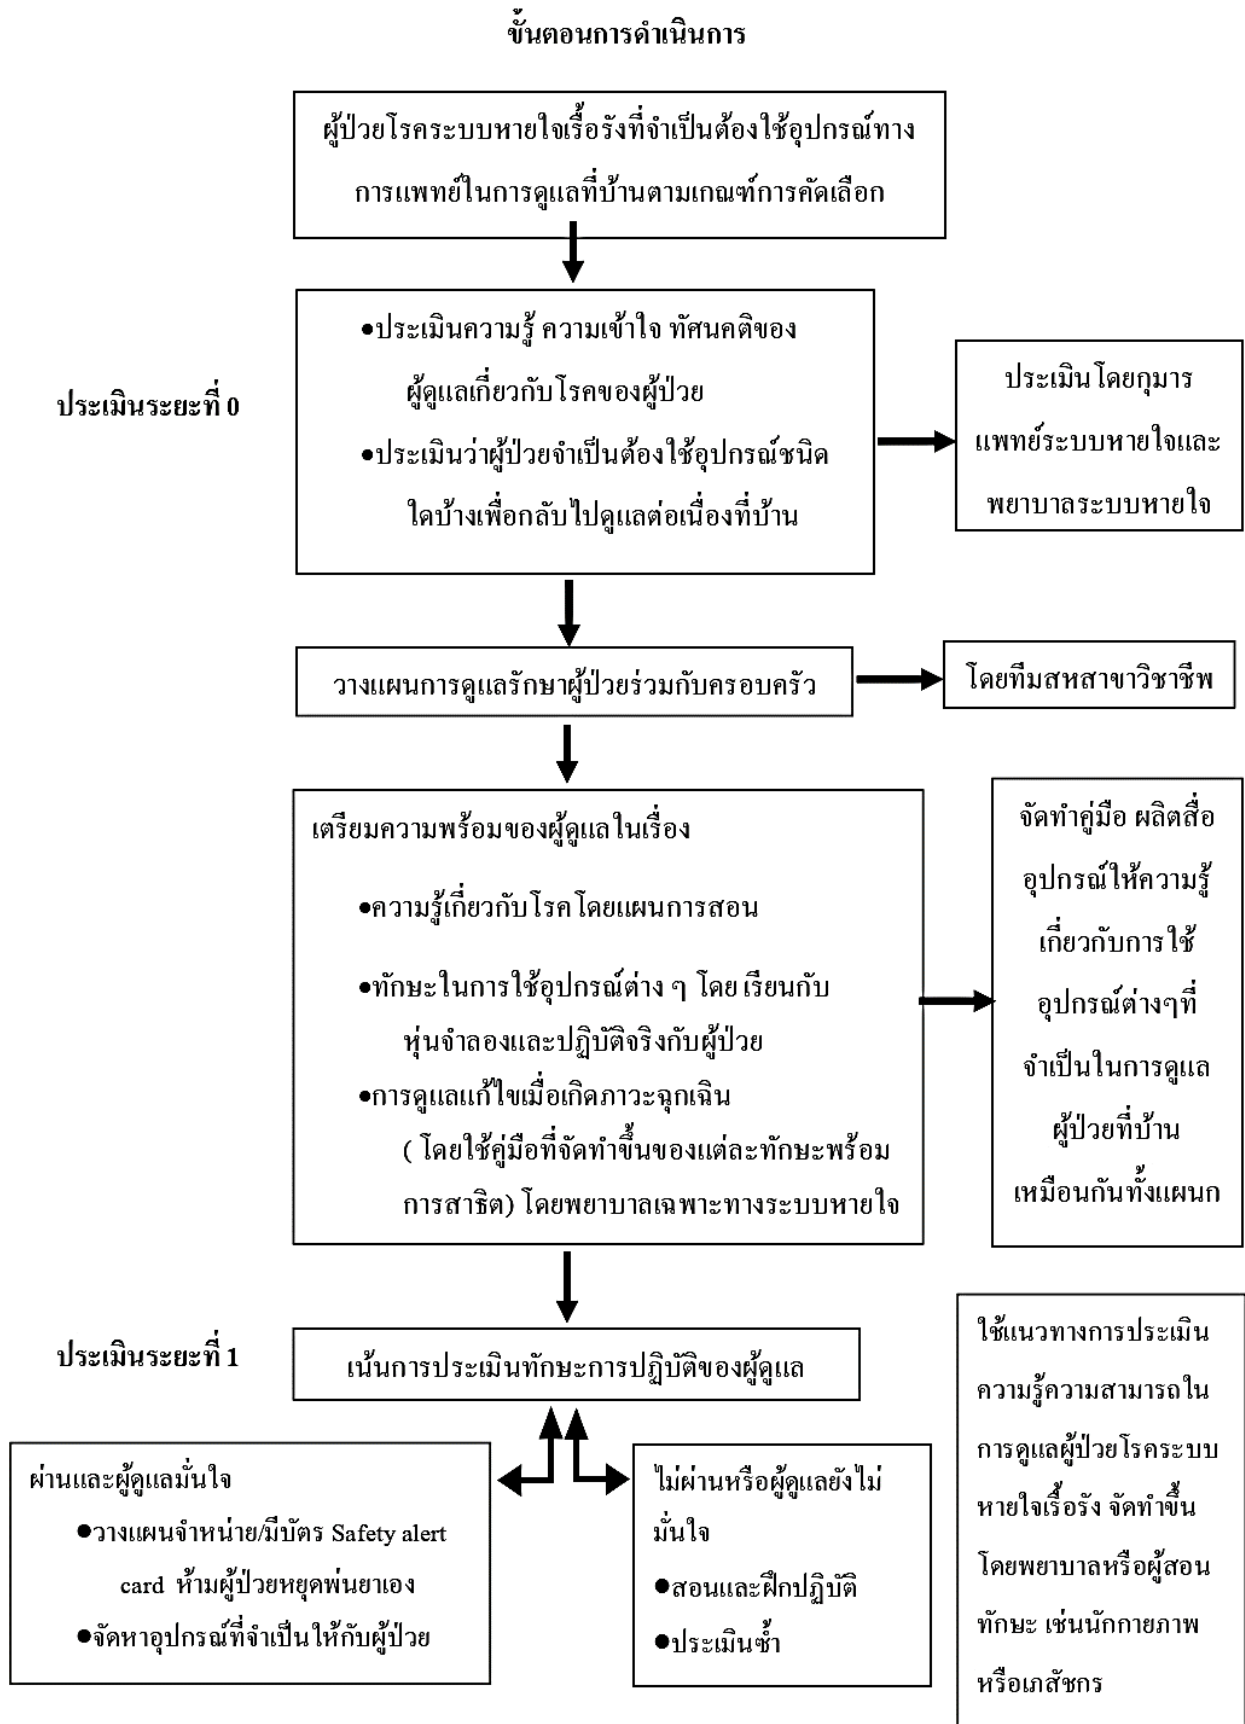 ขั้นตอนการดำเนินการ
ผู้ป่วยโรคระบบหายใจเรื้อรังที่จำเป็นต้องใช้อุปกรณ์ทาง
การแพทย์ในการดูแลที่บ้านตามเกณฑ์การคัดเลือก
ประเมินระยะที่ 0
●ประเมินความรู้ ความเข้าใจ ทัศนคติของ
ผู้ดูแลเกี่ยวกับโรคของผู้ป่วย
●ประเมินว่าผู้ป่วยจำเป็นต้องใช้อุปกรณ์ชนิด
ใดบ้างเพื่อกลับไปดูแลต่อเนื่องที่บ้าน
ประเมินโดยกุมาร
แพทย์ระบบหายใจและ
พยาบาลระบบหายใจ
วางแผนการดูแลรักษาผู้ป่วยร่วมกับครอบครัว
โดยทีมสหสาขาวิชาชีพ
เตรียมความพร้อมของผู้ดูแลในเรื่อง
●ความรู้เกี่ยวกับโรคโดยแผนการสอน
●ทักษะในการใช้อุปกรณ์ต่าง ๆ โดย เรียนกับ
หุ่นจำลองและปฏิบัติจริงกับผู้ป่วย
●การดูแลแก้ไขเมื่อเกิดภาวะฉุกเฉิน
( โดยใช้คู่มือที่จัดทำขึ้นของแต่ละทักษะพร้อม
การสาธิต) โดยพยาบาลเฉพาะทางระบบหายใจ
จัดทำคู่มือ ผลิตสื่อ
อุปกรณ์ให้ความรู้
เกี่ยวกับการใช้
อุปกรณ์ต่างๆที่
จำเป็นในการดูแล
ผู้ป่วยที่บ้าน
เหมือนกันทั้งแผนก
ประเมินระยะที่ 1
เน้นการประเมินทักษะการปฏิบัติของผู้ดูแล
ผ่านและผู้ดูแลมั่นใจ
●วางแผนจำหน่าย/มีบัตร Safety alert
card ห้ามผู้ป่วยหยุดพ่นยาเอง
●จัดหาอุปกรณ์ที่จำเป็นให้กับผู้ป่วย
ไม่ผ่านหรือผู้ดูแลยังไม่
มั่นใจ
●สอนและฝึกปฏิบัติ
●ประเมินซ้ำ
ใช้แนวทางการประเมิน
ความรู้ความสามารถใน
การดูแลผู้ป่วยโรคระบบ
หายใจเรื้อรัง จัดทำขึ้น
โดยพยาบาลหรือผู้สอน
ทักษะ เช่นนักกายภาพ
หรือเภสัชกร